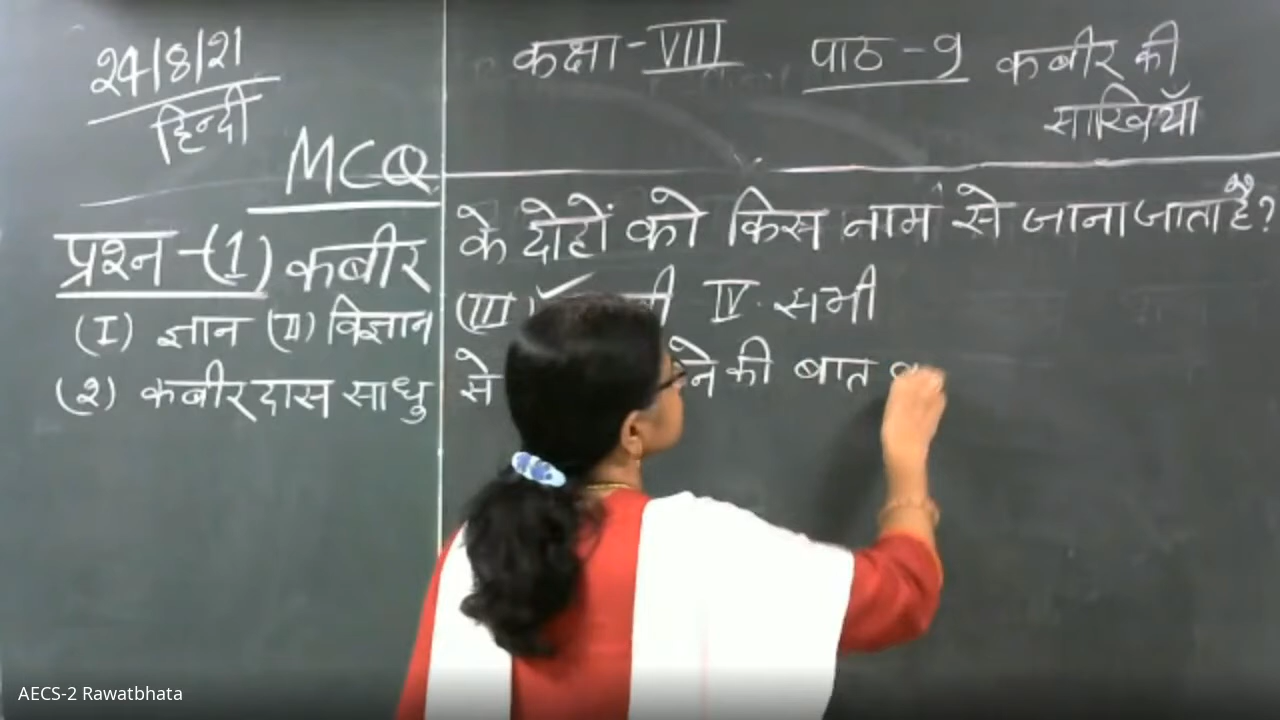 24/8/21
हिन्दी
कक्षा - VIII पाठ - 9 कबीर की
साखियाँ
MCQ
प्रश्न -(1) कबीर के दोहों को किस नाम से जाना जाता है?
(I) ज्ञान (II) विज्ञान (III) ी IV. सभी
(२) कबीरदास साधु से ने की बात
AECS-2 Rawatbhata